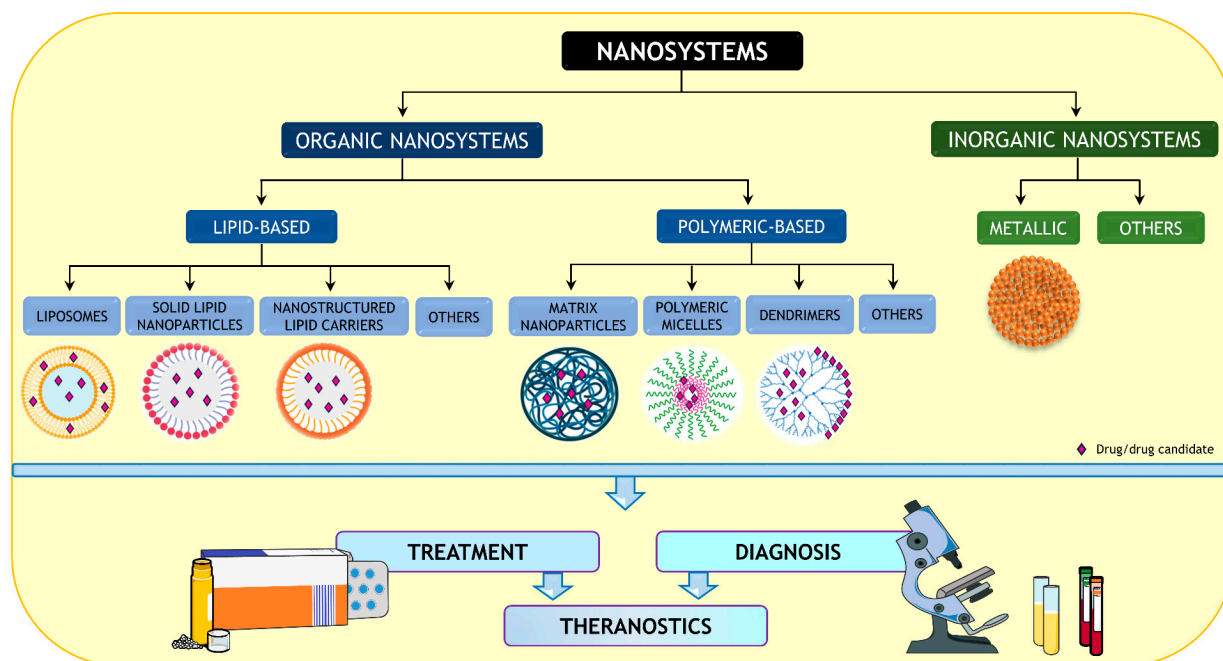 NANOSYSTEMS
ORGANIC NANOSYSTEMS
INORGANIC NANOSYSTEMS
LIPID-BASED
POLYMERIC-BASED
METALLIC
OTHERS
LIPOSOMES
SOLID LIPID
NANOPARTICLES
NANOSTRUCTURED
LIPID CARRIERS
OTHERS
MATRIX
NANOPARTICLES
POLYMERIC
MICELLES
DENDRIMERS
OTHERS
Drug/drug candidate
TREATMENT
DIAGNOSIS
THERANOSTICS